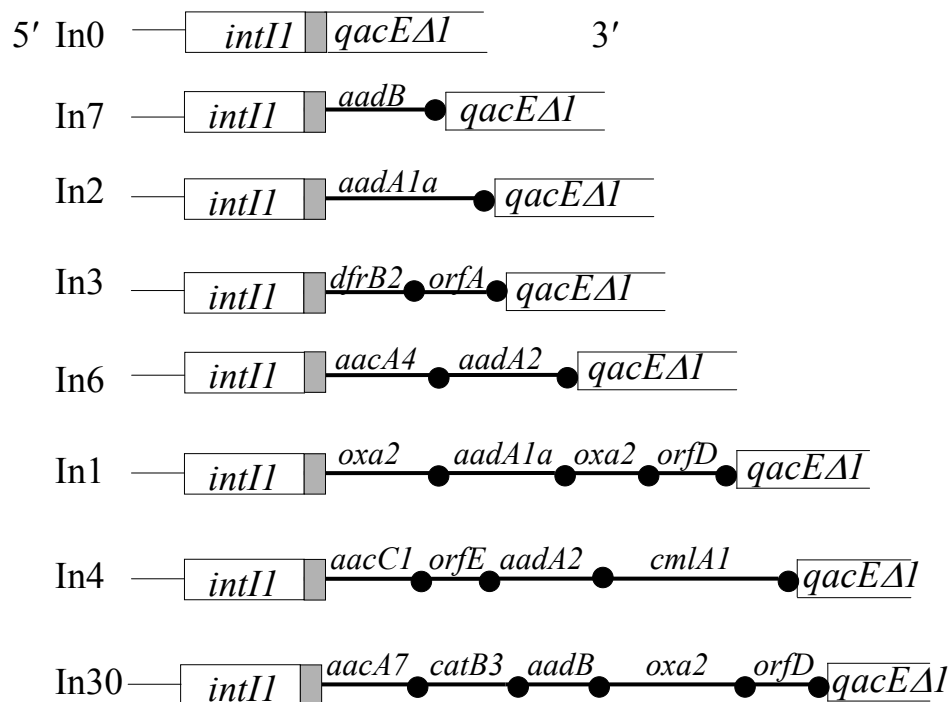 5′ In0 intI1 qacEΔ1 3′
In7 intI1 aadB qacEΔ1
In2 intI1 aadA1a qacEΔ1
In3 intI1 dfrB2 orfA qacEΔ1
In6 intI1 aacA4 aadA2 qacEΔ1
In1 intI1 oxa2 aadA1a oxa2 orfD qacEΔ1
In4 intI1 aacC1 orfE aadA2 cmlA1 qacEΔ1
In30 intI1 aacA7 catB3 aadB oxa2 orfD qacEΔ1